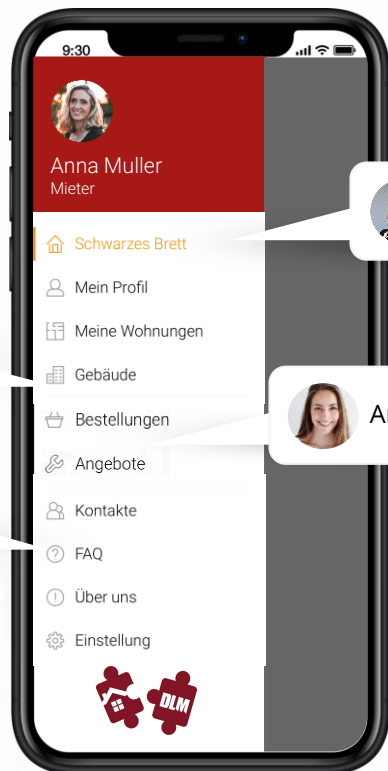 9:30
Anna Muller
Mieter
Schwarzes Brett
Mein Profil
Meine Wohnungen
Gebäude
Bestellungen
Angebote
Kontakte
FAQ
Über uns
Einstellung
DLM